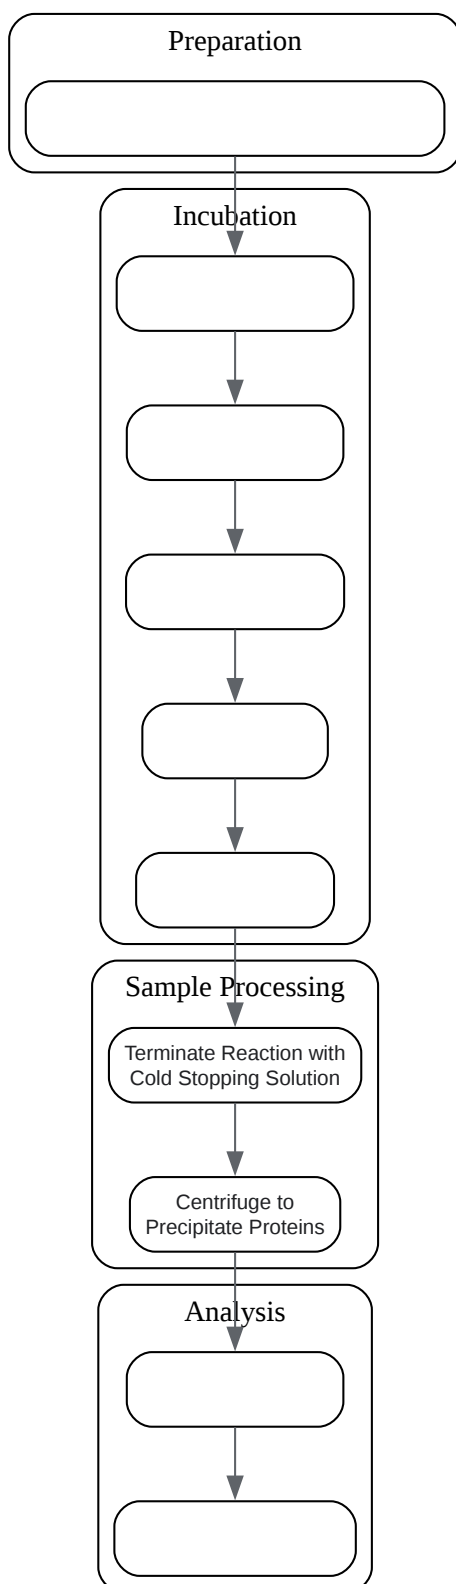 Preparation
Incubation
Sample Processing
Terminate Reaction with
Cold Stopping Solution
Centrifuge to
Precipitate Proteins
Analysis